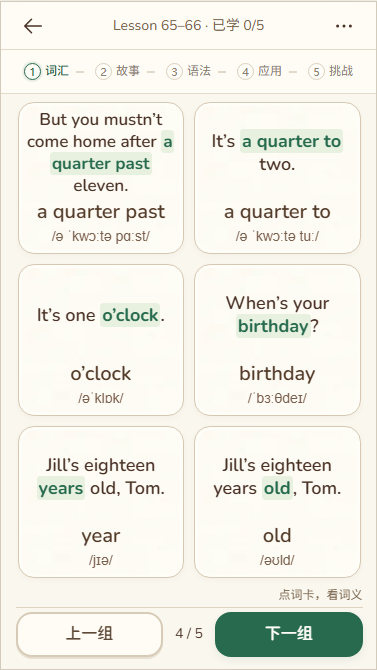 Lesson 65–66 · 已学 0/5
1 词汇 – 2 故事 – 3 语法 – 4 应用 – 5 挑战
But you mustn’t
come home after a
quarter past
eleven.
a quarter past
/ə ˈkwɔːtə pɑːst/
It’s a quarter to
two.
a quarter to
/ə ˈkwɔːtə tuː/
It’s one o’clock.
o’clock
/əˈklɒk/
When’s your
birthday?
birthday
/ˈbɜːθdeɪ/
Jill’s eighteen
years old, Tom.
year
/jɪə/
Jill’s eighteen
years old, Tom.
old
/əʊld/
点词卡，看词义
上一组
4 / 5
下一组